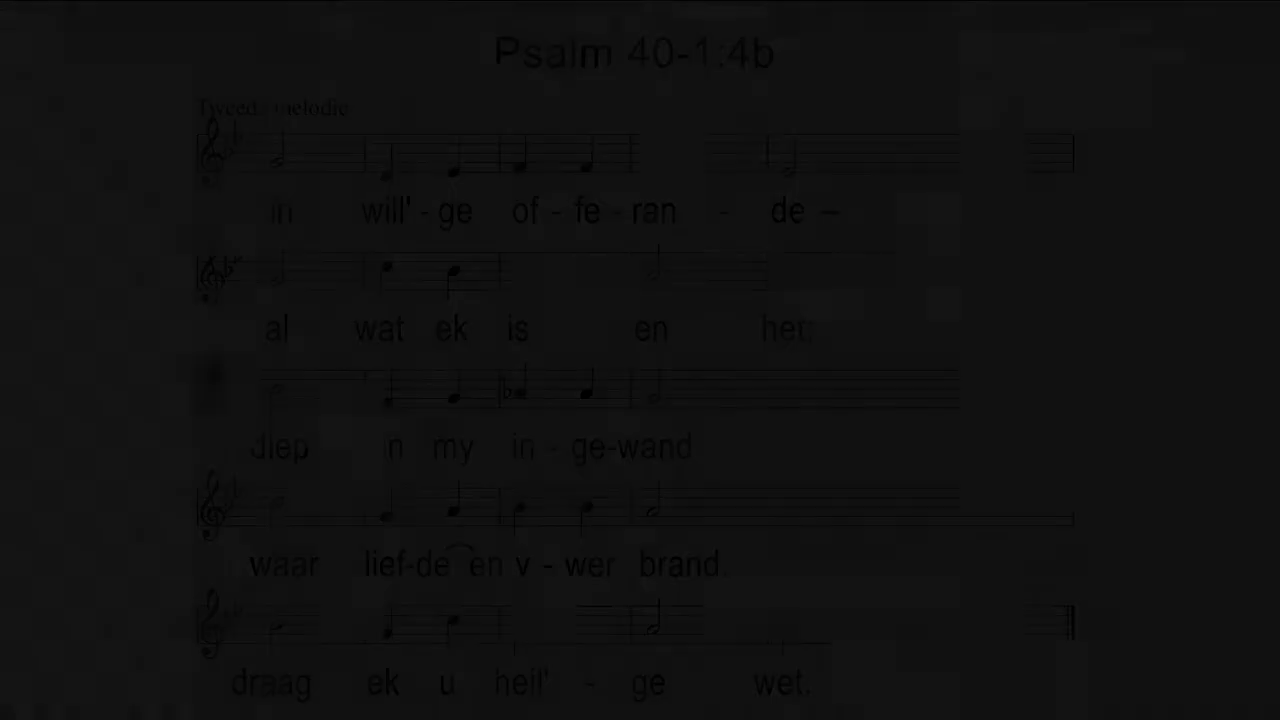 Psalm 40-1:4b
Tweede melodie
in will'-ge of-fe-ran - de –
al wat ek is en het,
diep in my in-ge-wand
waar lief-de en y-wer brand,
draag ek u heil'-ge wet.